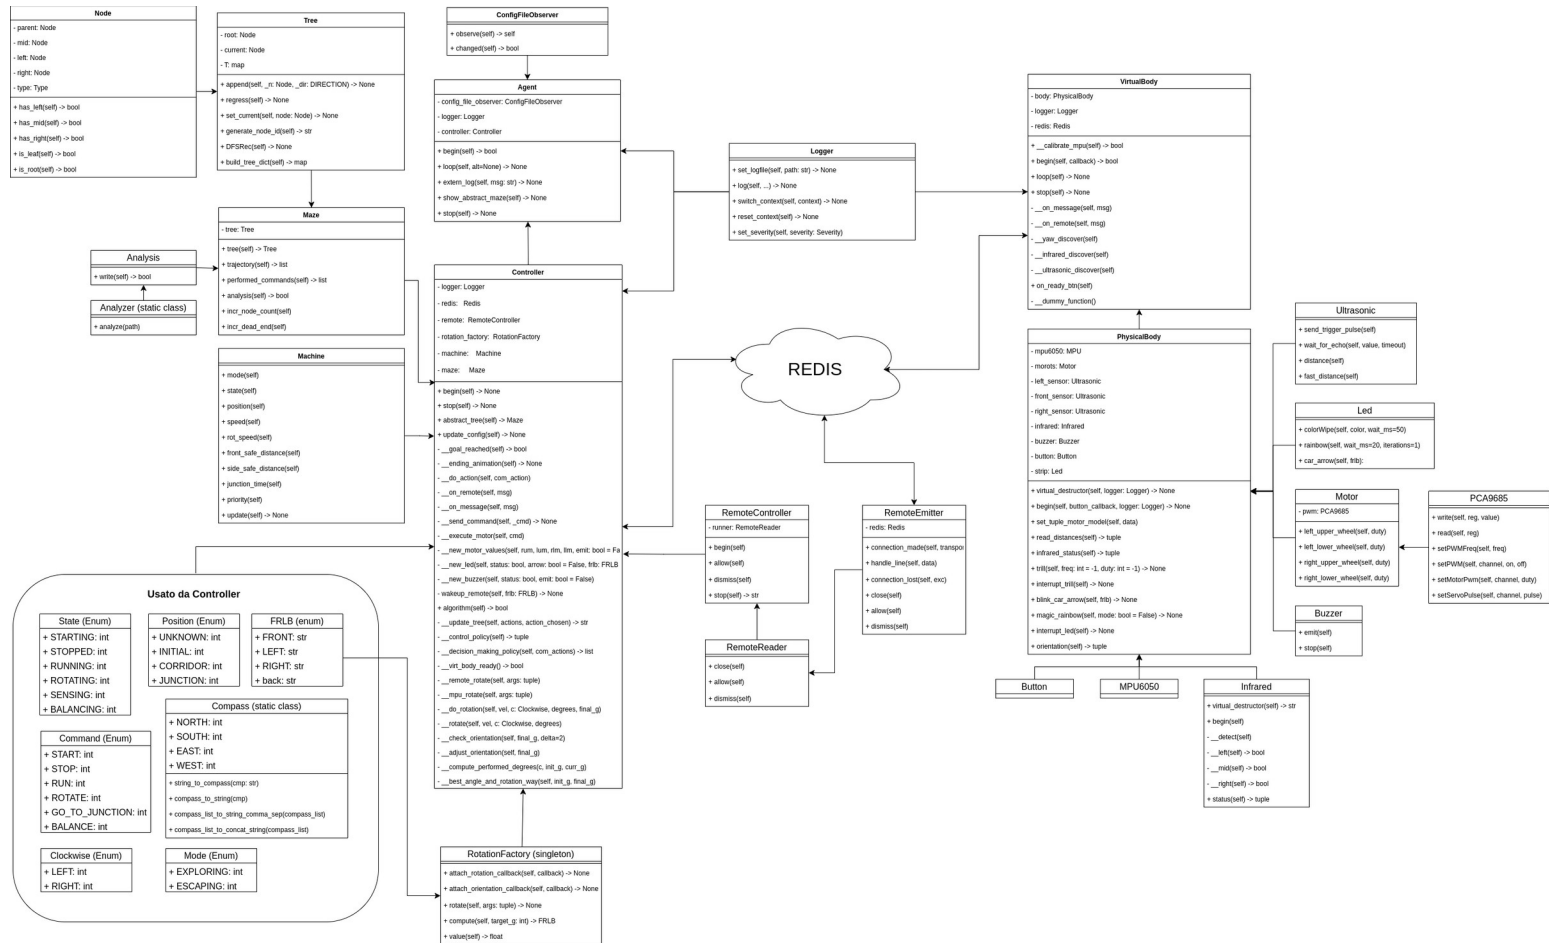 Node
- parent: Node
- mid: Node
- left: Node
- right: Node
- type: Type
+ has_left(self) -> bool
+ has_mid(self) -> bool
+ has_right(self) -> bool
+ is_leaf(self) -> bool
+ is_root(self) -> bool
Tree
- root: Node
- current: Node
- T: map
+ append(self, _n: Node, _dir: DIRECTION) -> None
+ regress(self) -> None
+ set_current(self, node: Node) -> None
+ generate_node_id(self) -> str
+ DFSRec(self) -> None
+ build_tree_dict(self) -> map
ConfigFileObserver
+ observe(self) -> self
+ changed(self) -> bool
Agent
- config_file_observer: ConfigFileObserver
- logger: Logger
- controller: Controller
+ begin(self) -> bool
+ loop(self, alt=None) -> None
+ extern_log(self, msg: str) -> None
+ show_abstract_maze(self) -> None
+ stop(self) -> None
Logger
+ set_logfile(self, path: str) -> None
+ log(self, ...) -> None
+ switch_context(self, context) -> None
+ reset_context(self) -> None
+ set_severity(self, severity: Severity)
VirtualBody
- body: PhysicalBody
- logger: Logger
- redis: Redis
+ __calibrate_mpu(self) -> bool
+ begin(self, callback) -> bool
+ loop(self) -> None
+ stop(self) -> None
- __on_message(self, msg)
- __on_remote(self, msg)
- __yaw_discover(self)
- __infrared_discover(self)
- __ultrasonic_discover(self)
+ on_ready_btn(self)
- __dummy_function()
Maze
- tree: Tree
+ tree(self) -> Tree
+ trajectory(self) -> list
+ performed_commands(self) -> list
+ analysis(self) -> bool
+ incr_node_count(self)
+ incr_dead_end(self)
Analysis
+ write(self) -> bool
Analyzer (static class)
+ analyze(path)
Machine
+ mode(self)
+ state(self)
+ position(self)
+ speed(self)
+ rot_speed(self)
+ front_safe_distance(self)
+ side_safe_distance(self)
+ junction_time(self)
+ priority(self)
+ update(self) -> None
Controller
- logger: Logger
- redis: Redis
- remote: RemoteController
- rotation_factory: RotationFactory
- machine: Machine
- maze: Maze
+ begin(self) -> None
+ stop(self) -> None
+ abstract_tree(self) -> Maze
+ update_config(self) -> None
- __goal_reached(self) -> bool
- __ending_animation(self) -> None
- __do_action(self, com_action)
- __on_remote(self, msg)
- __on_message(self, msg)
- __send_command(self, _cmd) -> None
- __execute_motor(self, cmd)
- __new_motor_values(self, rum, lum, rlm, llm, emit: bool = Fa
- __new_led(self, status: bool, arrow: bool = False, frlb: FRLB
- __new_buzzer(self, status: bool, emit: bool = False)
- wakeup_remote(self, frlb: FRLB) -> None
+ algorithm(self) -> bool
- __update_tree(self, actions, action_chosen) -> str
- __control_policy(self) -> tuple
- __decision_making_policy(self, com_actions) -> list
- __virt_body_ready() -> bool
- __remote_rotate(self, args: tuple)
- __mpu_rotate(self, args: tuple)
- __do_rotation(self, vel, c: Clockwise, degrees, final_g)
- __rotate(self, vel, c: Clockwise, degrees)
- __check_orientation(self, final_g, delta=2)
- __adjust_orientation(self, final_g)
- __compute_performed_degrees(c, init_g, curr_g)
- __best_angle_and_rotation_way(self, init_g, final_g)
REDIS
PhysicalBody
- mpu6050: MPU
- morots: Motor
- left_sensor: Ultrasonic
- front_sensor: Ultrasonic
- right_sensor: Ultrasonic
- infrared: Infrared
- buzzer: Buzzer
- button: Button
- strip: Led
+ virtual_destructor(self, logger: Logger) -> None
+ begin(self, button_callback, logger: Logger) -> None
+ set_tuple_motor_model(self, data)
+ read_distances(self) -> tuple
+ infrared_status(self) -> tuple
+ trill(self, freq: int = -1, duty: int = -1) -> None
+ interrupt_trill(self) -> None
+ blink_car_arrow(self, frlb) -> None
+ magic_rainbow(self, mode: bool = False) -> None
+ interrupt_led(self) -> None
+ orientation(self) -> tuple
Ultrasonic
+ send_trigger_pulse(self)
+ wait_for_echo(self, value, timeout)
+ distance(self)
+ fast_distance(self)
Led
+ colorWipe(self, color, wait_ms=50)
+ rainbow(self, wait_ms=20, iterations=1)
+ car_arrow(self, frlb):
Motor
- pwm: PCA9685
+ left_upper_wheel(self, duty)
+ left_lower_wheel(self, duty)
+ right_upper_wheel(self, duty)
+ right_lower_wheel(self, duty)
PCA9685
+ write(self, reg, value)
+ read(self, reg)
+ setPWMFreq(self, freq)
+ setPWM(self, channel, on, off)
+ setMotorPwm(self, channel, duty)
+ setServoPulse(self, channel, pulse)
Buzzer
+ emit(self)
+ stop(self)
RemoteController
- runner: RemoteReader
+ begin(self)
+ allow(self)
+ dismiss(self)
+ stop(self) -> str
RemoteEmitter
- redis: Redis
+ connection_made(self, transpor
+ handle_line(self, data)
+ connection_lost(self, exc)
+ close(self)
+ allow(self)
+ dismiss(self)
RemoteReader
+ close(self)
+ allow(self)
+ dismiss(self)
Button
MPU6050
Infrared
+ virtual_destructor(self) -> str
+ begin(self)
- __detect(self)
- __left(self) -> bool
- __mid(self) -> bool
- __right(self) -> bool
+ status(self) -> tuple
Usato da Controller
State (Enum)
+ STARTING: int
+ STOPPED: int
+ RUNNING: int
+ ROTATING: int
+ SENSING: int
+ BALANCING: int
Position (Enum)
+ UNKNOWN: int
+ INITIAL: int
+ CORRIDOR: int
+ JUNCTION: int
FRLB (enum)
+ FRONT: str
+ LEFT: str
+ RIGHT: str
+ back: str
Compass (static class)
+ NORTH: int
+ SOUTH: int
+ EAST: int
+ WEST: int
+ string_to_compass(cmp: str)
+ compass_to_string(cmp)
+ compass_list_to_string_comma_sep(compass_list)
+ compass_list_to_concat_string(compass_list)
Command (Enum)
+ START: int
+ STOP: int
+ RUN: int
+ ROTATE: int
+ GO_TO_JUNCTION: int
+ BALANCE: int
Clockwise (Enum)
+ LEFT: int
+ RIGHT: int
Mode (Enum)
+ EXPLORING: int
+ ESCAPING: int
RotationFactory (singleton)
+ attach_rotation_callback(self, callback) -> None
+ attach_orientation_callback(self, callback) -> None
+ rotate(self, args: tuple) -> None
+ compute(self, target_g: int) -> FRLB
+ value(self) -> float